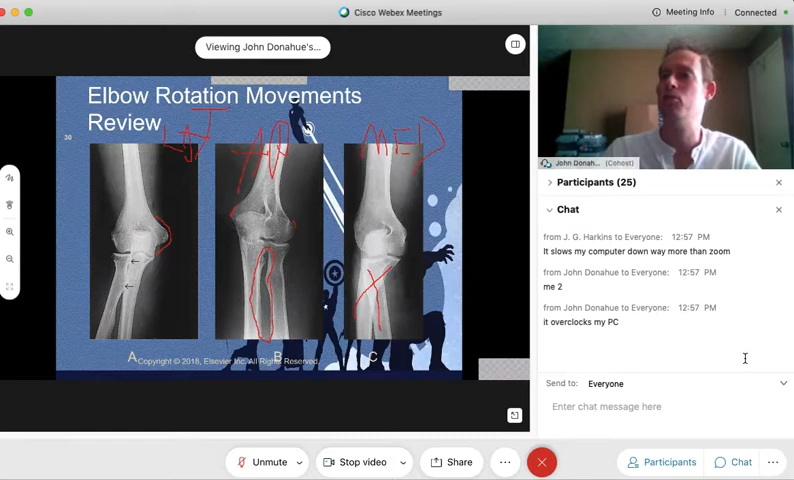 Cisco Webex Meetings
Meeting Info
Connected
Viewing John Donahue's...
Elbow Rotation Movements
Review
30
LAT
AP
MED
A
B
C
Copyright © 2018, Elsevier Inc. All Rights Reserved.
John Donah... (Cohost)
Participants (25)
Chat
from J. G. Harkins to Everyone: 12:57 PM
It slows my computer down way more than zoom
from John Donahue to Everyone: 12:57 PM
me 2
from John Donahue to Everyone: 12:57 PM
it overclocks my PC
Send to: Everyone
Enter chat message here
Unmute
Stop video
Share
Participants
Chat